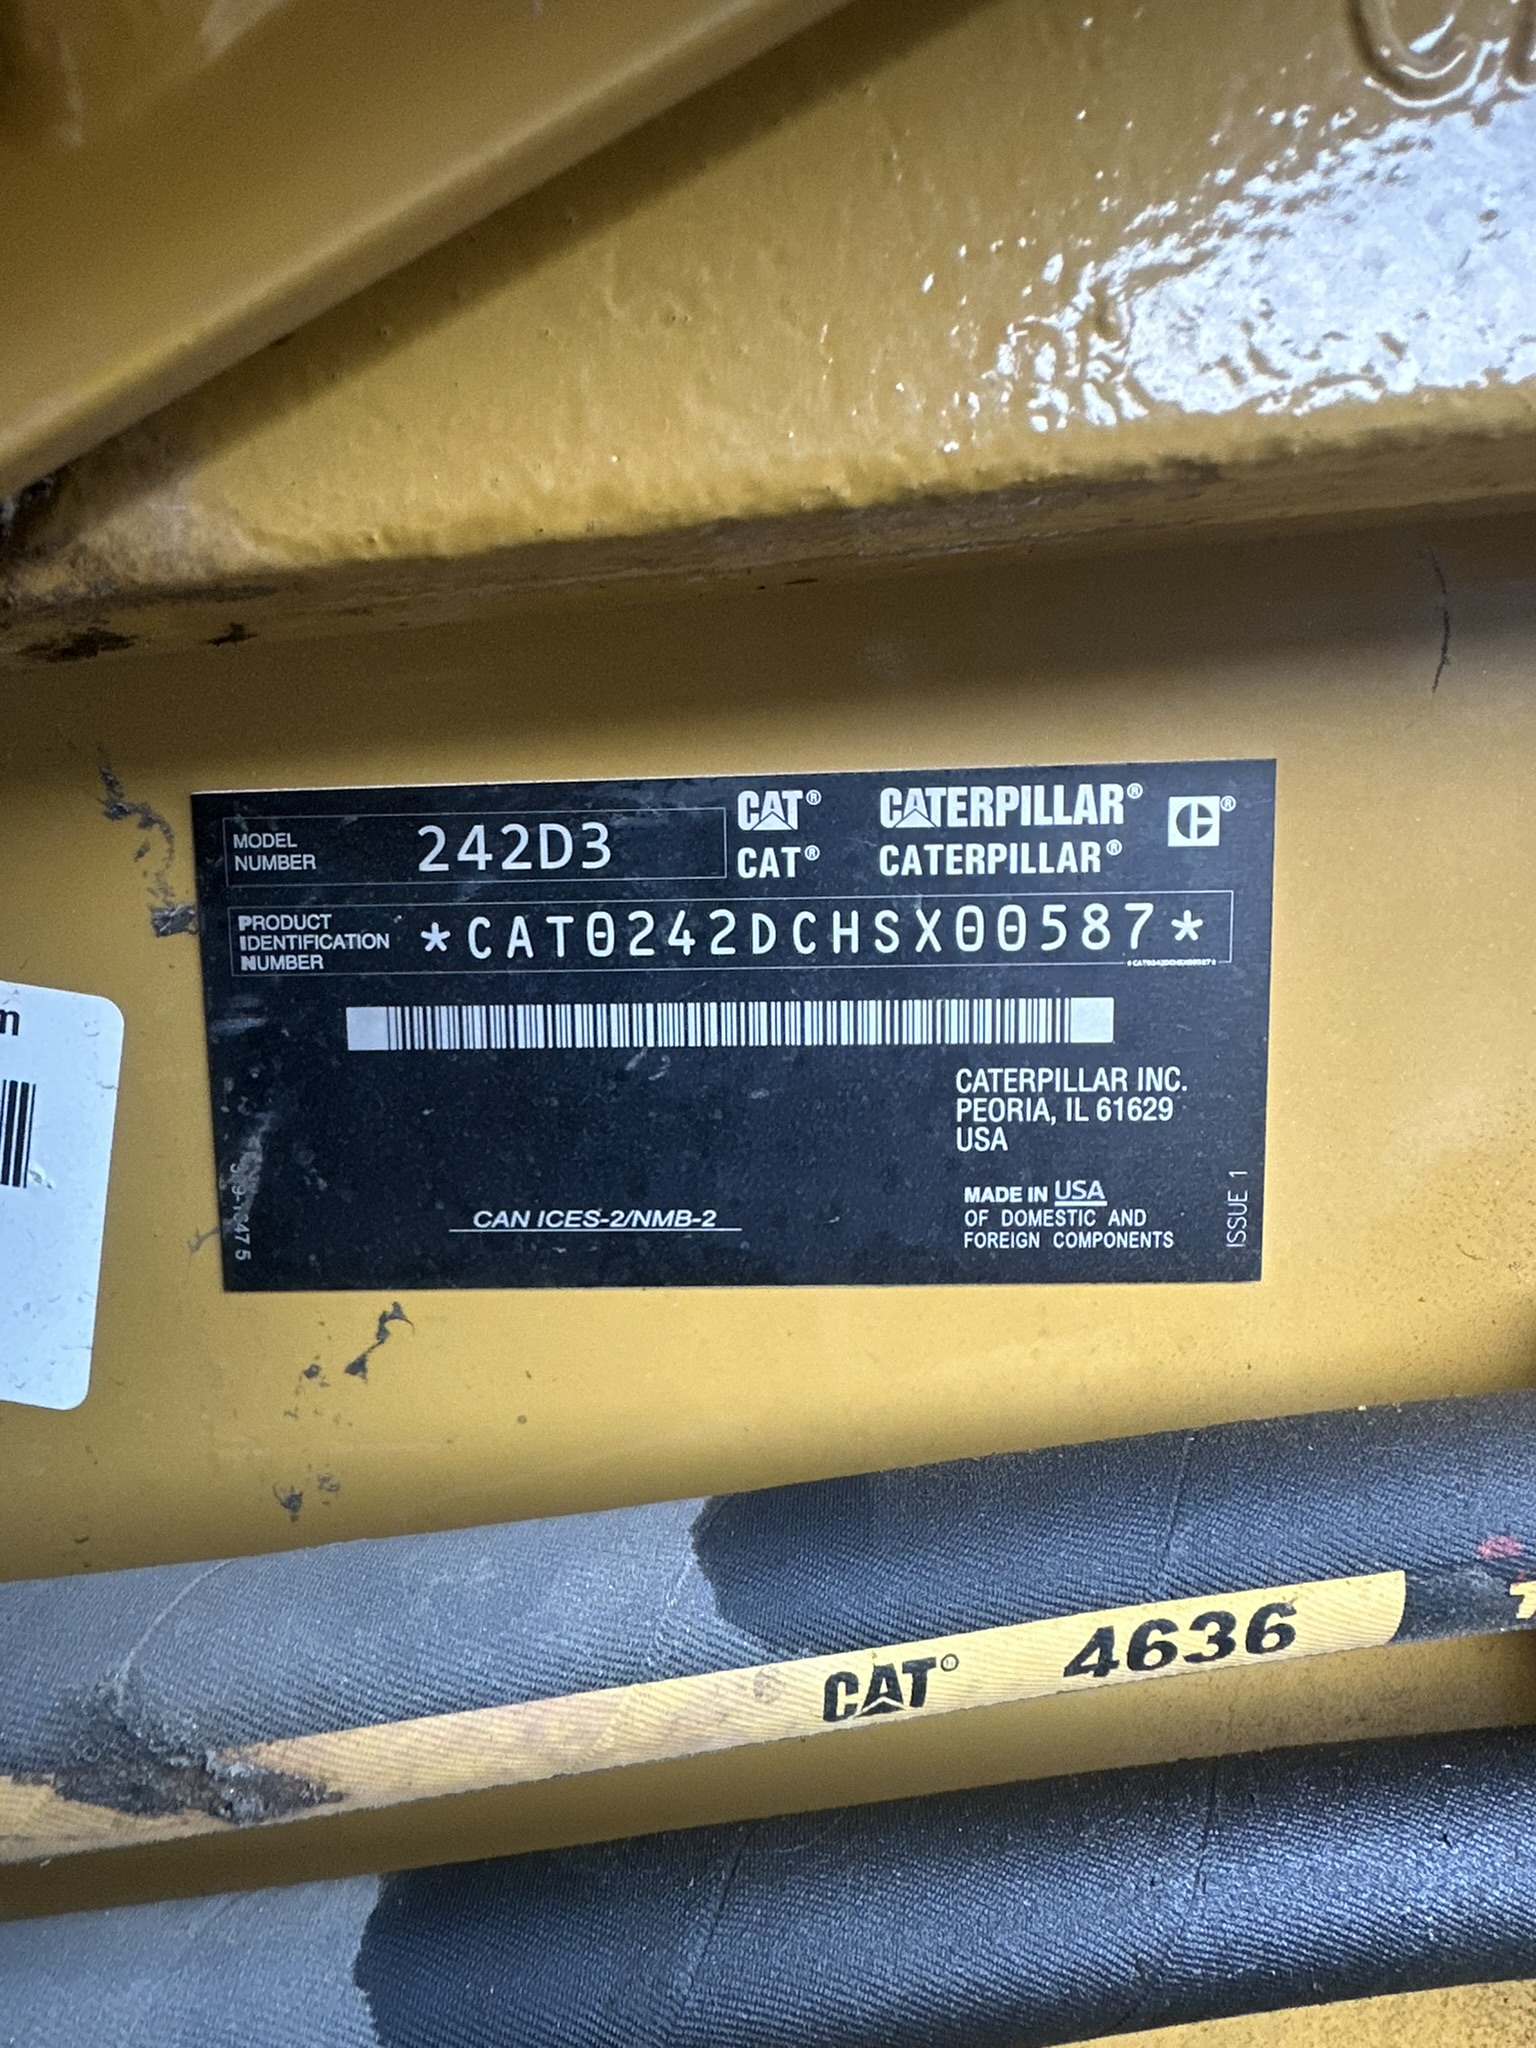 MODEL NUMBER 242D3
CAT® CATERPILLAR®
CAT® CATERPILLAR®
PRODUCT IDENTIFICATION NUMBER *CAT0242DCHSX00587*
CATERPILLAR INC.
PEORIA, IL 61629
USA
MADE IN USA
OF DOMESTIC AND
FOREIGN COMPONENTS
CAN ICES-2/NMB-2
ISSUE 1
CAT® 4636